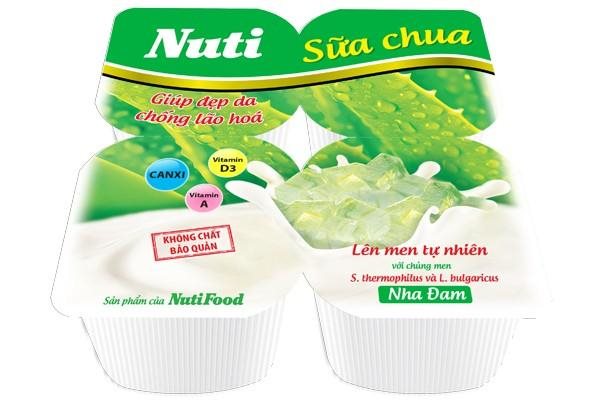 Nuti
Sữa chua
Giúp đẹp da
chống lão hoá
CANXI
Vitamin
D3
Vitamin
A
KHÔNG CHẤT
BẢO QUẢN
Sản phẩm của NutiFood
Lên men tự nhiên
với chủng men
S. thermophilus và L. bulgaricus
Nha Đam